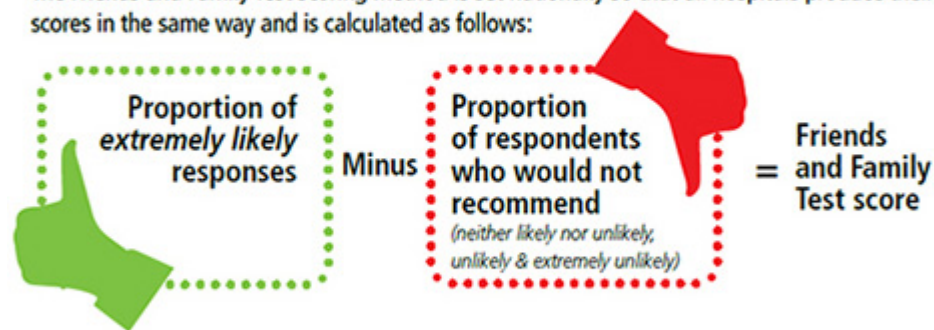 scores in the same way and is calculated as follows:
Proportion of
extremely likely
responses
Minus
Proportion
of respondents
who would not
recommend
(neither likely nor unlikely,
unlikely & extremely unlikely)
=
Friends
and Family
Test score